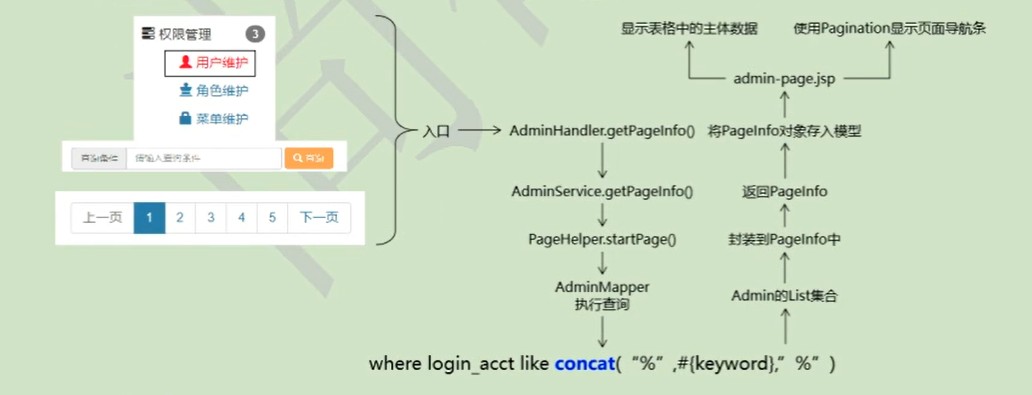 权限管理 3
用户维护
角色维护
菜单维护
查询条件 请输入查询条件 查询
上一页 1 2 3 4 5 下一页
入口
AdminHandler.getPageInfo()
AdminService.getPageInfo()
PageHelper.startPage()
AdminMapper
执行查询
where login_acct like concat(“%”,#{keyword},”%”)
Admin的List集合
封装到PageInfo中
返回PageInfo
将PageInfo对象存入模型
admin-page.jsp
显示表格中的主体数据
使用Pagination显示页面导航条